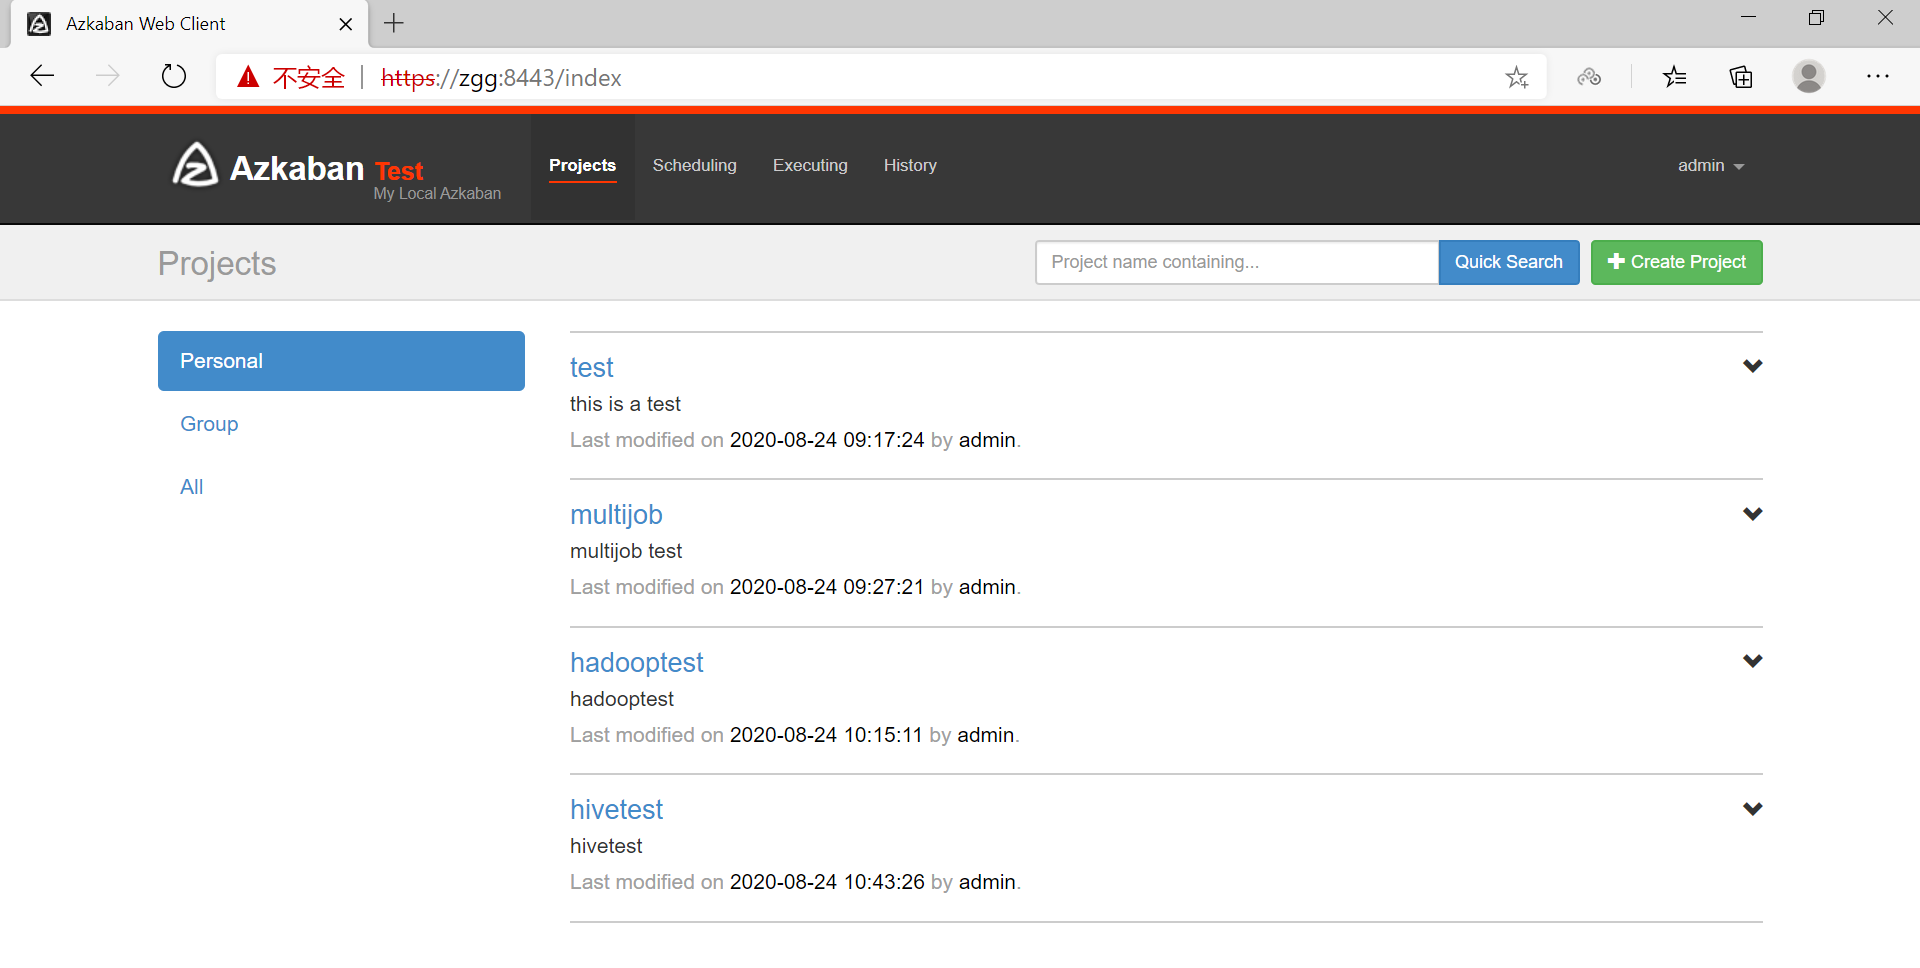 Azkaban Web Client
不安全 | https://zgg:8443/index
Azkaban Test
My Local Azkaban
Projects
Scheduling
Executing
History
admin
Projects
Project name containing...
Quick Search
Create Project
Personal
Group
All
test
this is a test
Last modified on 2020-08-24 09:17:24 by admin.
multijob
multijob test
Last modified on 2020-08-24 09:27:21 by admin.
hadooptest
hadooptest
Last modified on 2020-08-24 10:15:11 by admin.
hivetest
hivetest
Last modified on 2020-08-24 10:43:26 by admin.